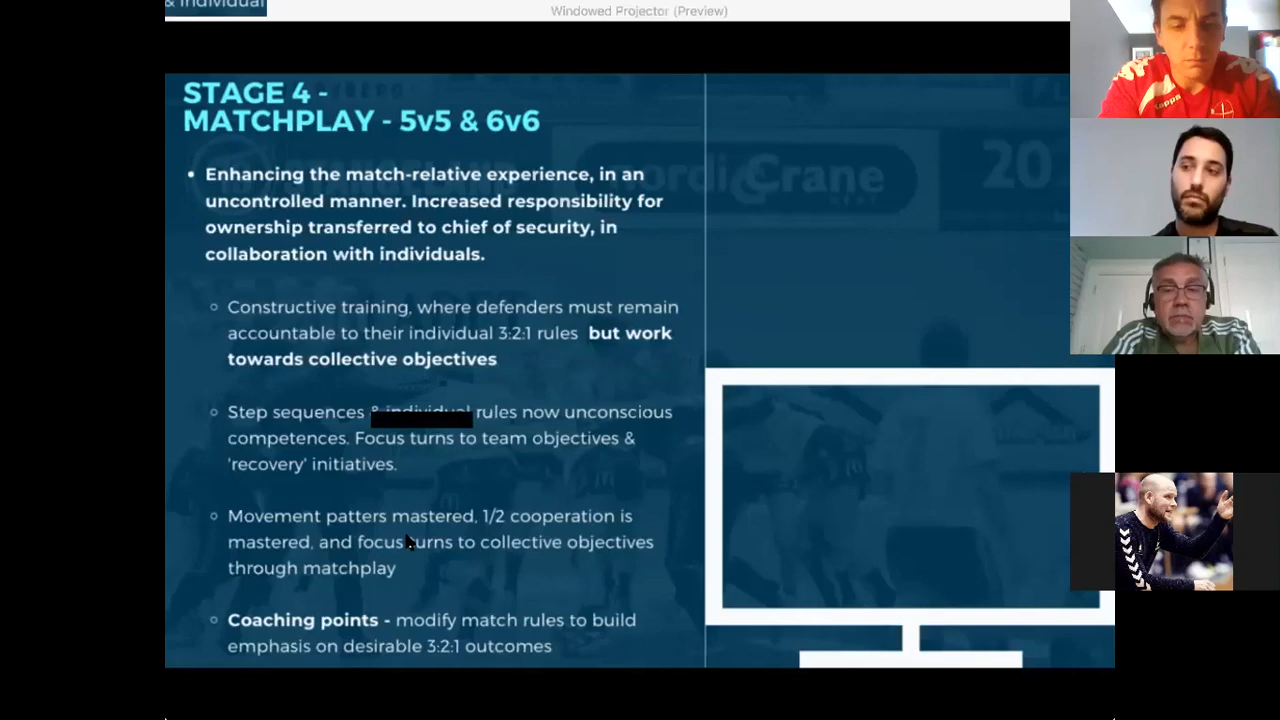 & Individual
Windowed Projector (Preview)
STAGE 4 -
MATCHPLAY - 5v5 & 6v6
Enhancing the match-relative experience, in an
uncontrolled manner. Increased responsibility for
ownership transferred to chief of security, in
collaboration with individuals.
Constructive training, where defenders must remain
accountable to their individual 3:2:1 rules but work
towards collective objectives
Step sequences rules now unconscious
competences. Focus turns to team objectives &
'recovery' initiatives.
Movement patters mastered, 1/2 cooperation is
mastered, and focus turns to collective objectives
through matchplay
Coaching points - modify match rules to build
emphasis on desirable 3:2:1 outcomes
Crane
20
Kappa